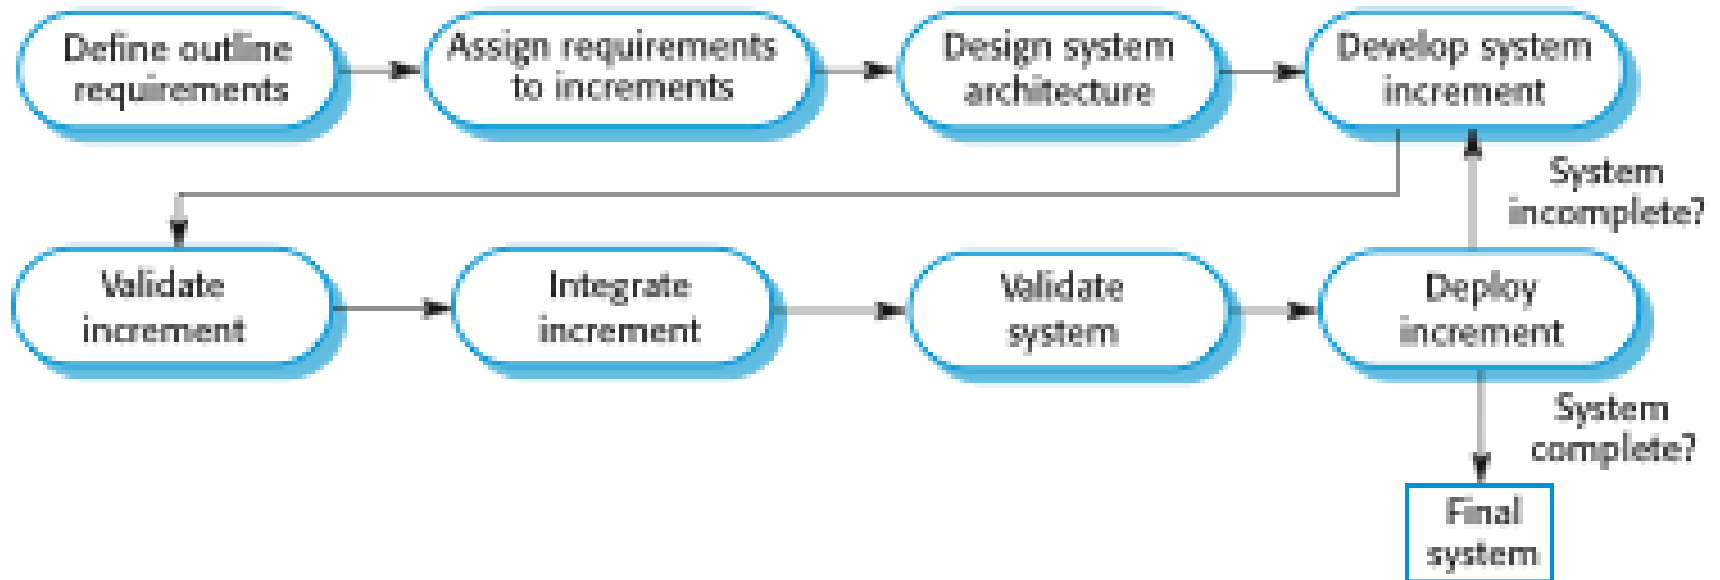 Define outline
requirements
Assign requirements
to increments
Design system
architecture
Develop system
increment
System
incomplete?
Validate
increment
Integrate
increment
Validate
system
Deploy
increment
System
complete?
Final
system